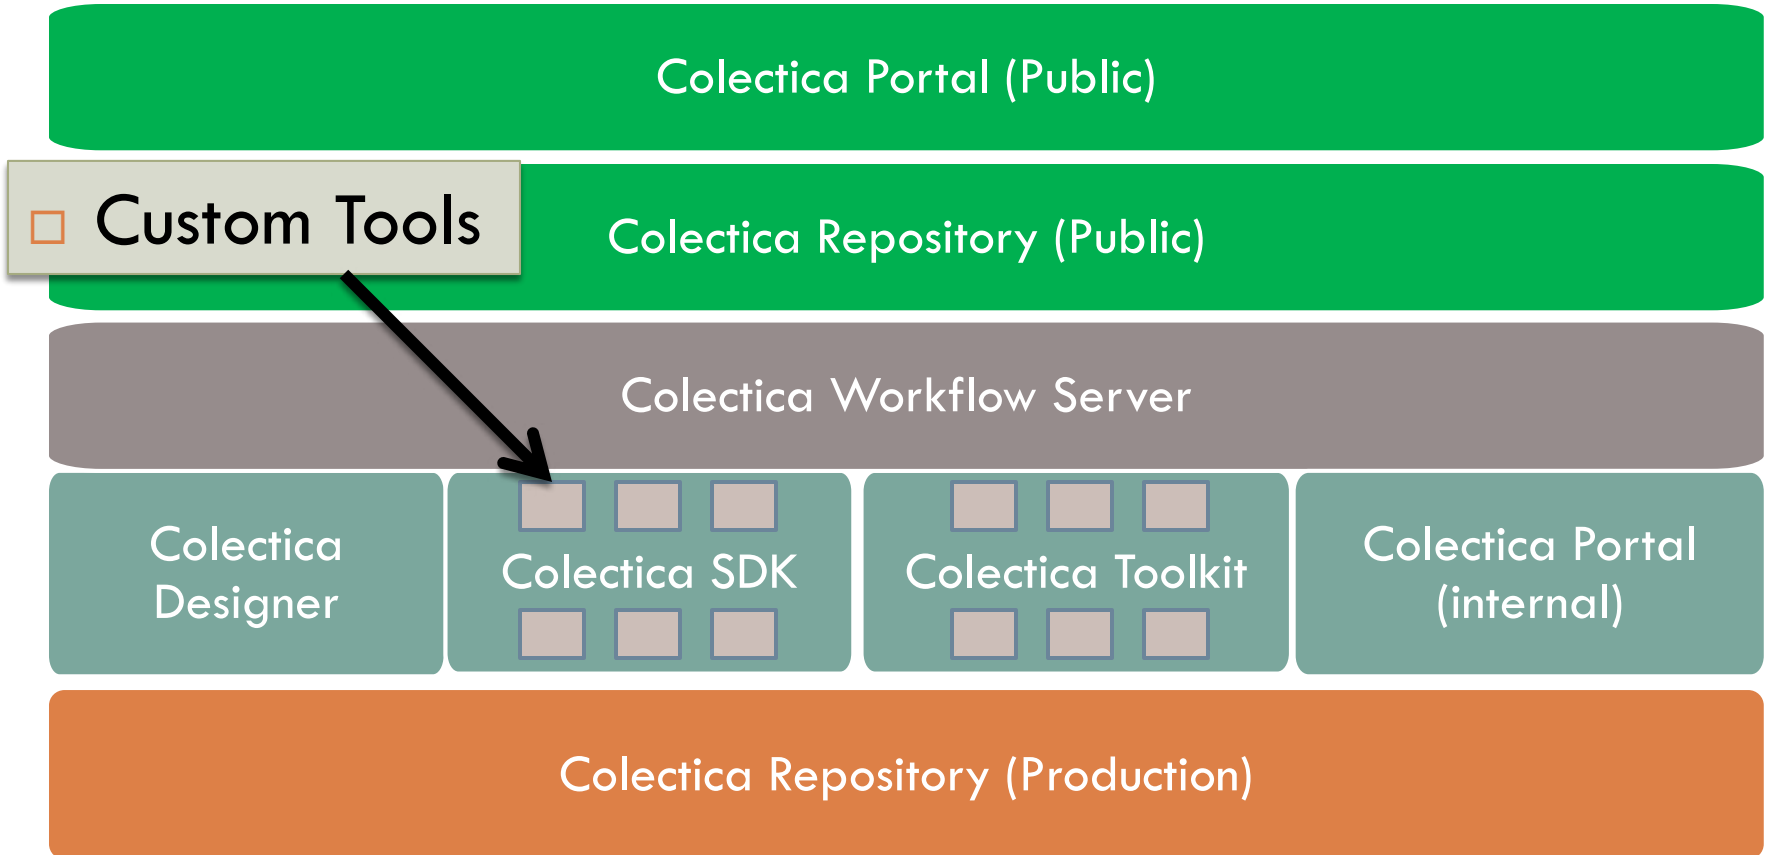 Colectica Portal (Public)
Custom Tools
Colectica Repository (Public)
Colectica Workflow Server
Colectica
Designer
Colectica SDK
Colectica Toolkit
Colectica Portal
(internal)
Colectica Repository (Production)